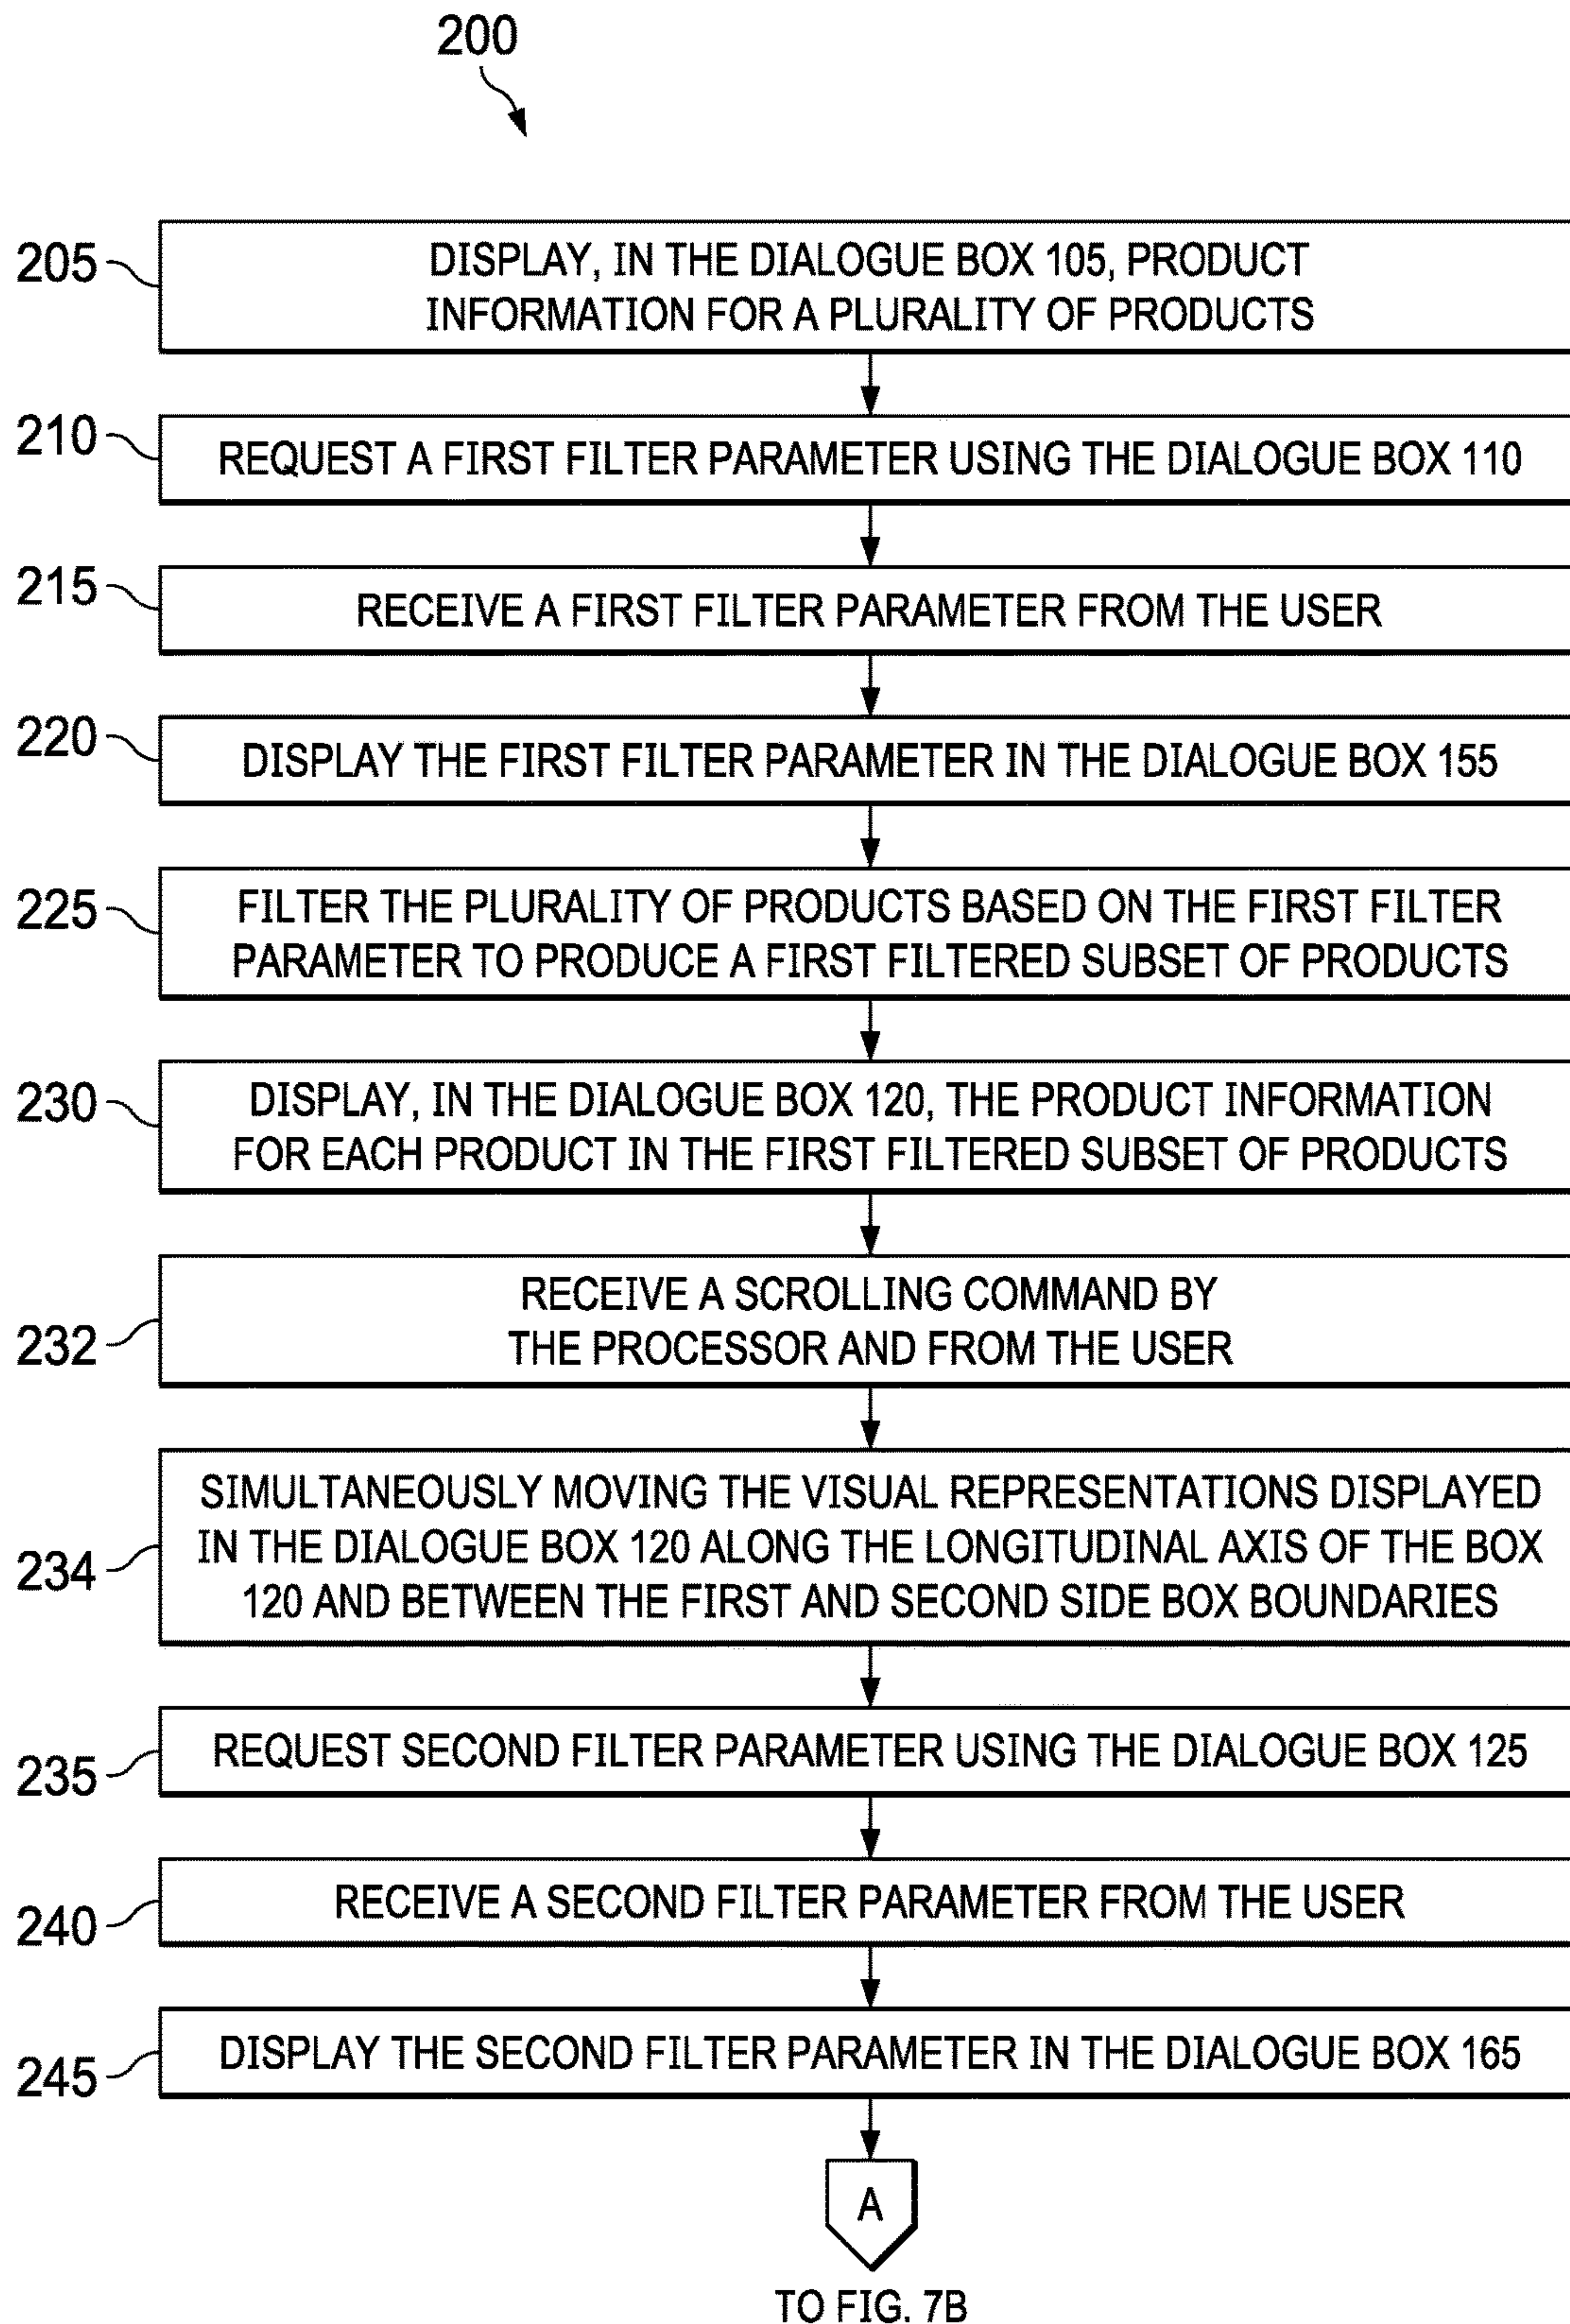 200
205
DISPLAY, IN THE DIALOGUE BOX 105, PRODUCT
INFORMATION FOR A PLURALITY OF PRODUCTS
210
REQUEST A FIRST FILTER PARAMETER USING THE DIALOGUE BOX 110
215
RECEIVE A FIRST FILTER PARAMETER FROM THE USER
220
DISPLAY THE FIRST FILTER PARAMETER IN THE DIALOGUE BOX 155
225
FILTER THE PLURALITY OF PRODUCTS BASED ON THE FIRST FILTER
PARAMETER TO PRODUCE A FIRST FILTERED SUBSET OF PRODUCTS
230
DISPLAY, IN THE DIALOGUE BOX 120, THE PRODUCT INFORMATION
FOR EACH PRODUCT IN THE FIRST FILTERED SUBSET OF PRODUCTS
232
RECEIVE A SCROLLING COMMAND BY
THE PROCESSOR AND FROM THE USER
234
SIMULTANEOUSLY MOVING THE VISUAL REPRESENTATIONS DISPLAYED
IN THE DIALOGUE BOX 120 ALONG THE LONGITUDINAL AXIS OF THE BOX
120 AND BETWEEN THE FIRST AND SECOND SIDE BOX BOUNDARIES
235
REQUEST SECOND FILTER PARAMETER USING THE DIALOGUE BOX 125
240
RECEIVE A SECOND FILTER PARAMETER FROM THE USER
245
DISPLAY THE SECOND FILTER PARAMETER IN THE DIALOGUE BOX 165
A
TO FIG. 7B